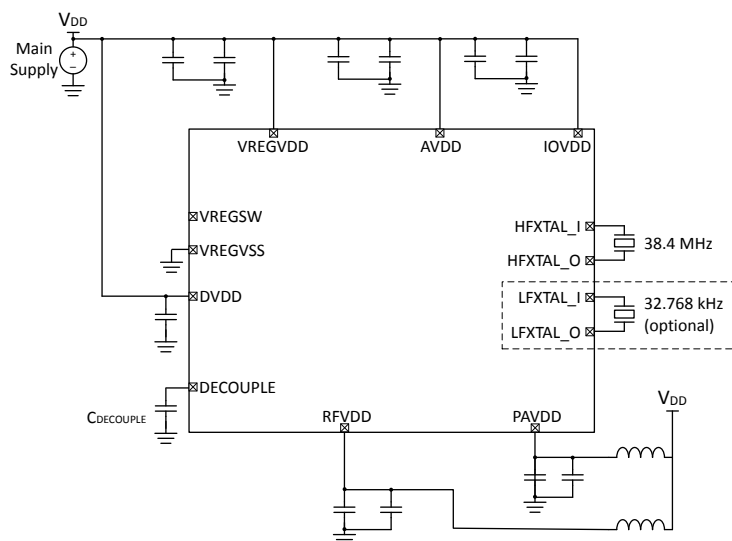 VDD
Main
Supply
+
−
VREGVDD
AVDD
IOVDD
VREGSW
HFXTAL_I
38.4 MHz
VREGVSS
HFXTAL_O
DVDD
LFXTAL_I
32.768 kHz
(optional)
LFXTAL_O
DECOUPLE
CDECOUPLE
RFVDD
PAVDD
VDD